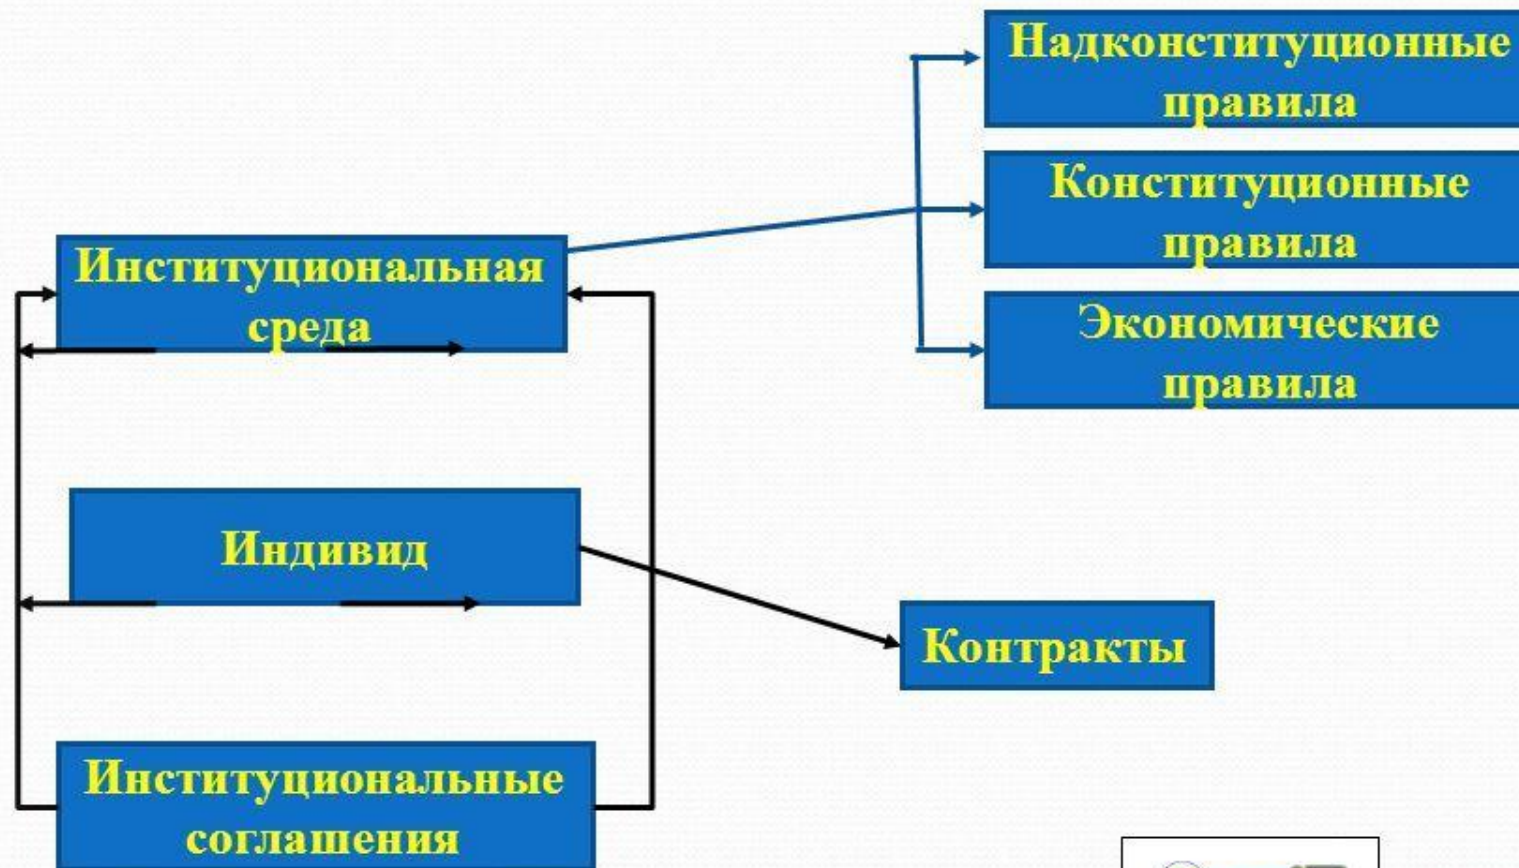 Надконституционные
правила
Конституционные
правила
Институциональная
среда
Экономические
правила
Индивид
Контракты
Институциональные
соглашения